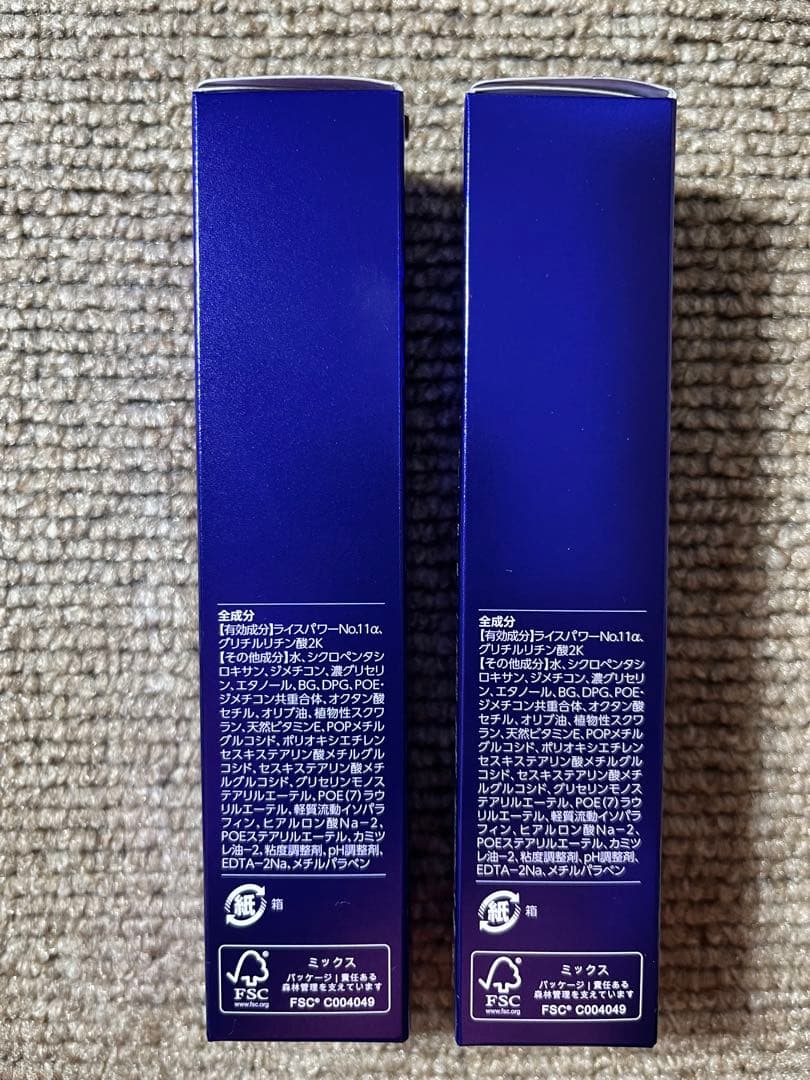 全成分
【有効成分】ライスパワーNo.11α、
グリチルリチン酸2K
【その他成分】水、シクロペンタシ
ロキサン、ジメチコン、濃グリセリ
ン、エタノール、BG、DPG、POE・
ジメチコン共重合体、オクタン酸
セチル、オリブ油、植物性スクワ
ラン、天然ビタミンE、POPメチル
グルコシド、ポリオキシエチレン
セスキステアリン酸メチルグル
コシド、セスキステアリン酸メチ
ルグルコシド、グリセリンモノス
テアリルエーテル、POE(7)ラウ
リルエーテル、軽質流動イソパラ
フィン、ヒアルロン酸Na-2、
POEステアリルエーテル、カミツ
レ油-2、粘度調整剤、pH調整剤、
EDTA-2Na、メチルパラベン
紙 箱
FSC
www.fsc.org
ミックス
パッケージ|責任ある
森林管理を支えています
FSC® C004049
全成分
【有効成分】ライスパワーNo.11α、
グリチルリチン酸2K
【その他成分】水、シクロペンタシ
ロキサン、ジメチコン、濃グリセリ
ン、エタノール、BG、DPG、POE・
ジメチコン共重合体、オクタン酸
セチル、オリブ油、植物性スクワ
ラン、天然ビタミンE、POPメチル
グルコシド、ポリオキシエチレン
セスキステアリン酸メチルグル
コシド、セスキステアリン酸メチ
ルグルコシド、グリセリンモノス
テアリルエーテル、POE(7)ラウ
リルエーテル、軽質流動イソパラ
フィン、ヒアルロン酸Na-2、
POEステアリルエーテル、カミツ
レ油-2、粘度調整剤、pH調整剤、
EDTA-2Na、メチルパラベン
紙 箱
FSC
www.fsc.org
ミックス
パッケージ|責任ある
森林管理を支えています
FSC® C004049